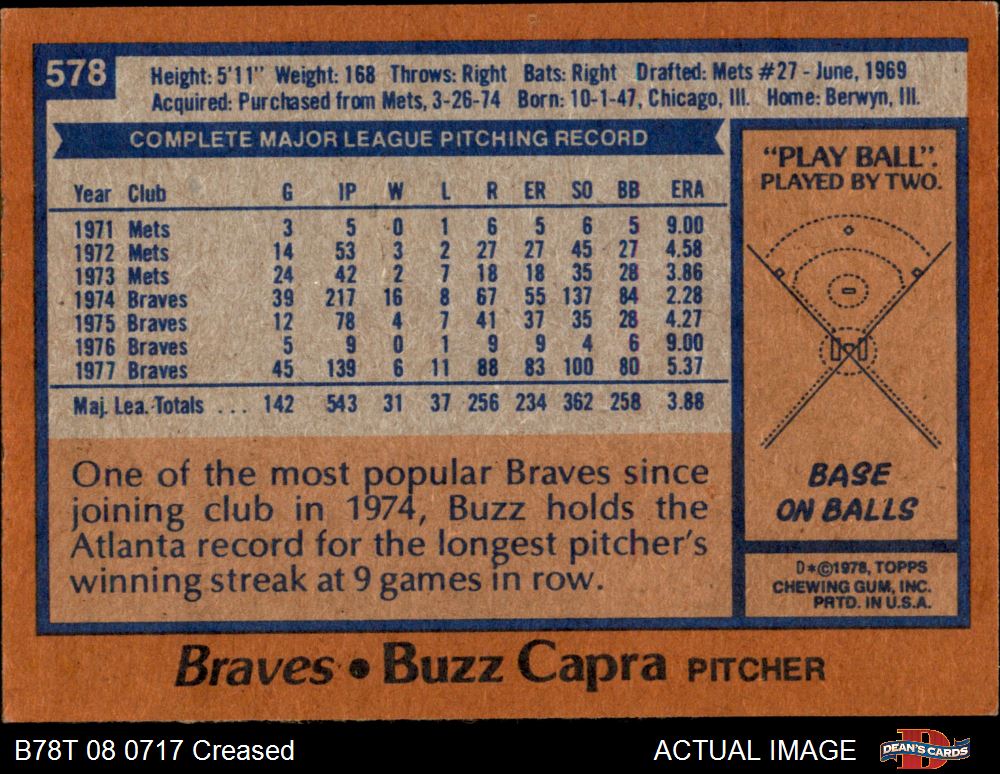 578
Height: 5'11" Weight: 168 Throws: Right Bats: Right Drafted: Mets #27 - June, 1969
Acquired: Purchased from Mets, 3-26-74 Born: 10-1-47, Chicago, Ill. Home: Berwyn, Ill.
COMPLETE MAJOR LEAGUE PITCHING RECORD
Year Club G IP W L R ER SO BB ERA
1971 Mets 3 5 0 1 6 5 6 5 9.00
1972 Mets 14 53 3 2 27 27 45 27 4.58
1973 Mets 24 42 2 7 18 18 35 28 3.86
1974 Braves 39 217 16 8 67 55 137 84 2.28
1975 Braves 12 78 4 7 41 37 35 28 4.27
1976 Braves 5 9 0 1 9 9 4 6 9.00
1977 Braves 45 139 6 11 88 83 100 80 5.37
Maj. Lea. Totals ... 142 543 31 37 256 234 362 258 3.88
One of the most popular Braves since
joining club in 1974, Buzz holds the
Atlanta record for the longest pitcher's
winning streak at 9 games in row.
"PLAY BALL".
PLAYED BY TWO.
BASE
ON BALLS
D*©1978, TOPPS
CHEWING GUM, INC.
PRTD. IN U.S.A.
Braves • Buzz Capra PITCHER
B78T 08 0717 Creased ACTUAL IMAGE
DEAN'S CARDS